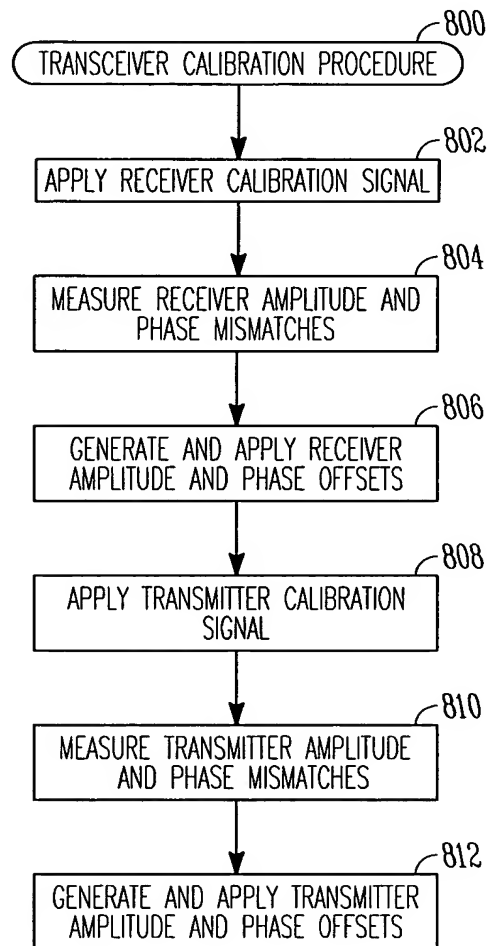 800
TRANSCEIVER CALIBRATION PROCEDURE
802
APPLY RECEIVER CALIBRATION SIGNAL
804
MEASURE RECEIVER AMPLITUDE AND
PHASE MISMATCHES
806
GENERATE AND APPLY RECEIVER
AMPLITUDE AND PHASE OFFSETS
808
APPLY TRANSMITTER CALIBRATION
SIGNAL
810
MEASURE TRANSMITTER AMPLITUDE
AND PHASE MISMATCHES
812
GENERATE AND APPLY TRANSMITTER
AMPLITUDE AND PHASE OFFSETS